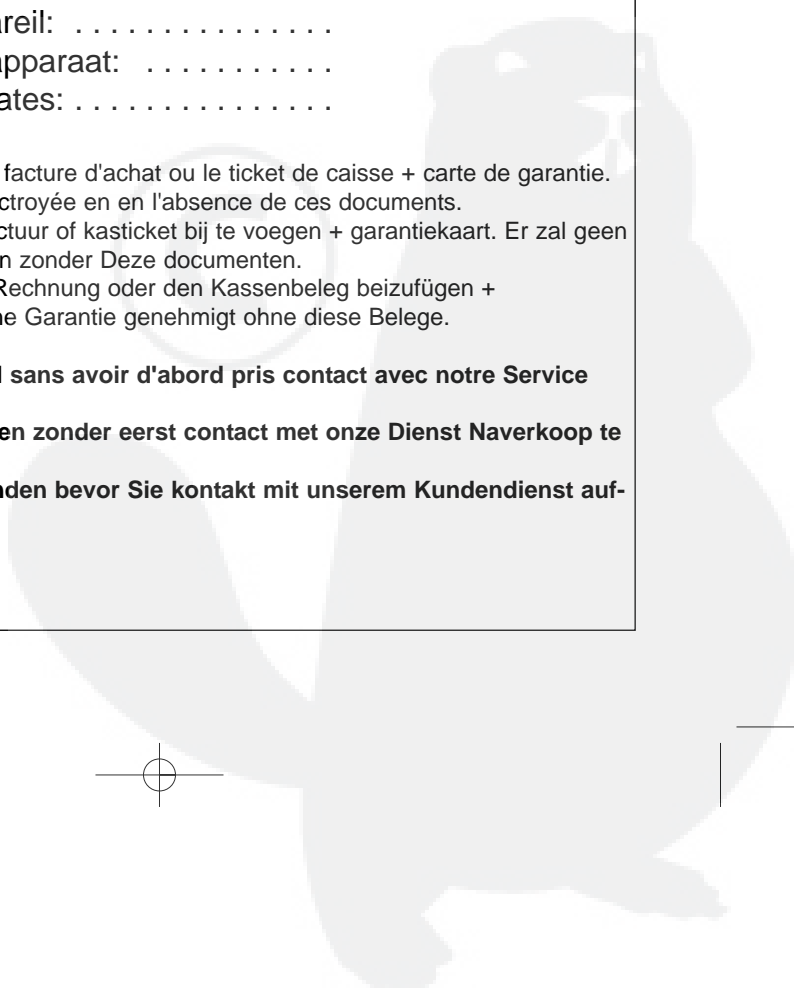 reil: . . . . . . . . . . . . . . .
apparaat: . . . . . . . . . . .
ates: . . . . . . . . . . . . . . .
facture d'achat ou le ticket de caisse + carte de garantie.
ctroyée en en l'absence de ces documents.
ctuur of kasticket bij te voegen + garantiekaart. Er zal geen
n zonder Deze documenten.
Rechnung oder den Kassenbeleg beizufügen +
ne Garantie genehmigt ohne diese Belege.
l sans avoir d'abord pris contact avec notre Service
en zonder eerst contact met onze Dienst Naverkoop te
nden bevor Sie kontakt mit unserem Kundendienst auf-
©